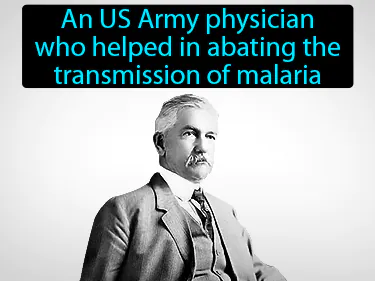 An US Army physician
who helped in abating the
transmission of malaria